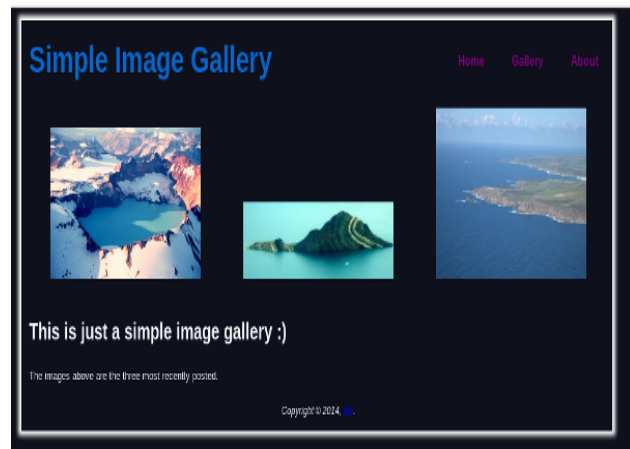 Simple Image Gallery
Home Gallery About
This is just a simple image gallery :)
The images above are the three most recently posted.
Copyright © 2014,